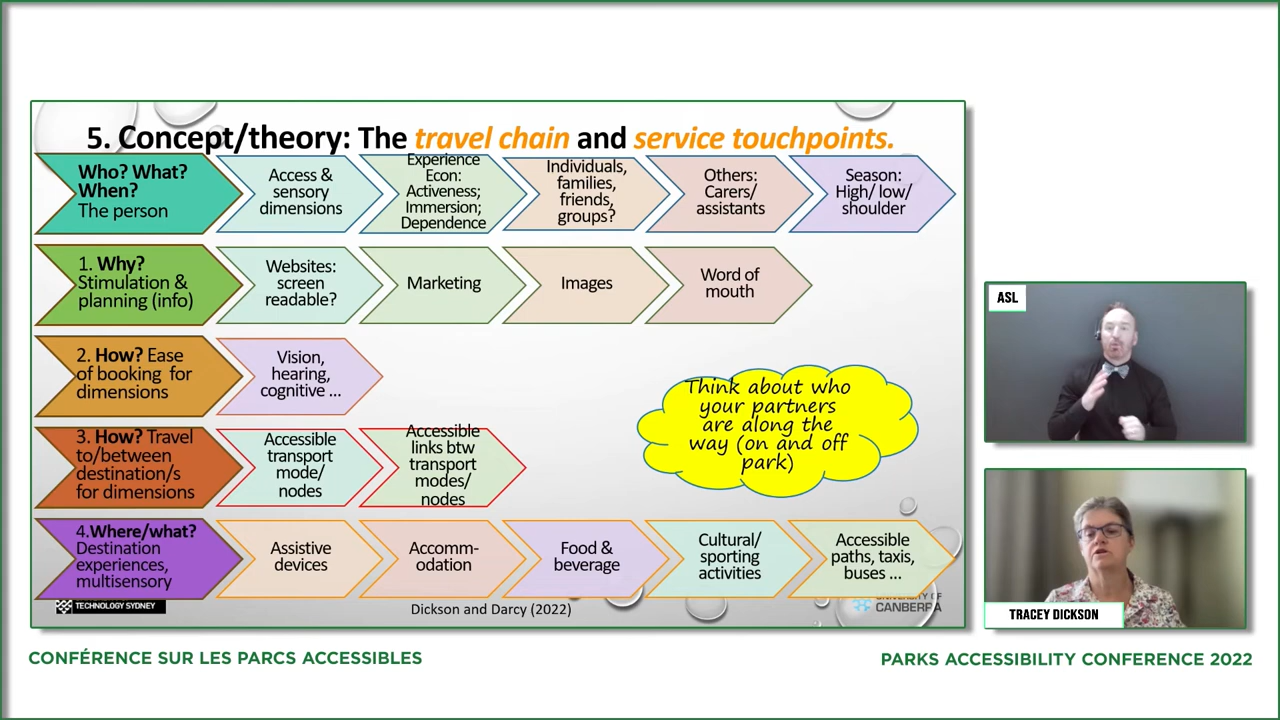 5. Concept/theory: The travel chain and service touchpoints.
Who? What?
When?
The person
Access &
sensory
dimensions
Experience
Econ:
Activeness;
Immersion;
Dependence
Individuals,
families,
friends,
groups?
Others:
Carers/
assistants
Season:
High/ low/
shoulder
1. Why?
Stimulation &
planning (info)
Websites:
screen
readable?
Marketing
Images
Word of
mouth
2. How? Ease
of booking for
dimensions
Vision,
hearing,
cognitive ...
3. How? Travel
to/between
destination/s
for dimensions
Accessible
transport
mode/
nodes
Accessible
links btw
transport
modes/
nodes
Think about who
your partners
are along the
way (on and off
park)
4.Where/what?
Destination
experiences,
multisensory
Assistive
devices
Accomm-
odation
Food &
beverage
Cultural/
sporting
activities
Accessible
paths, taxis,
buses ...
TECHNOLOGY SYDNEY
Dickson and Darcy (2022)
UNIVERSITY OF
CANBERRA
ASL
TRACEY DICKSON
CONFÉRENCE SUR LES PARCS ACCESSIBLES
PARKS ACCESSIBILITY CONFERENCE 2022